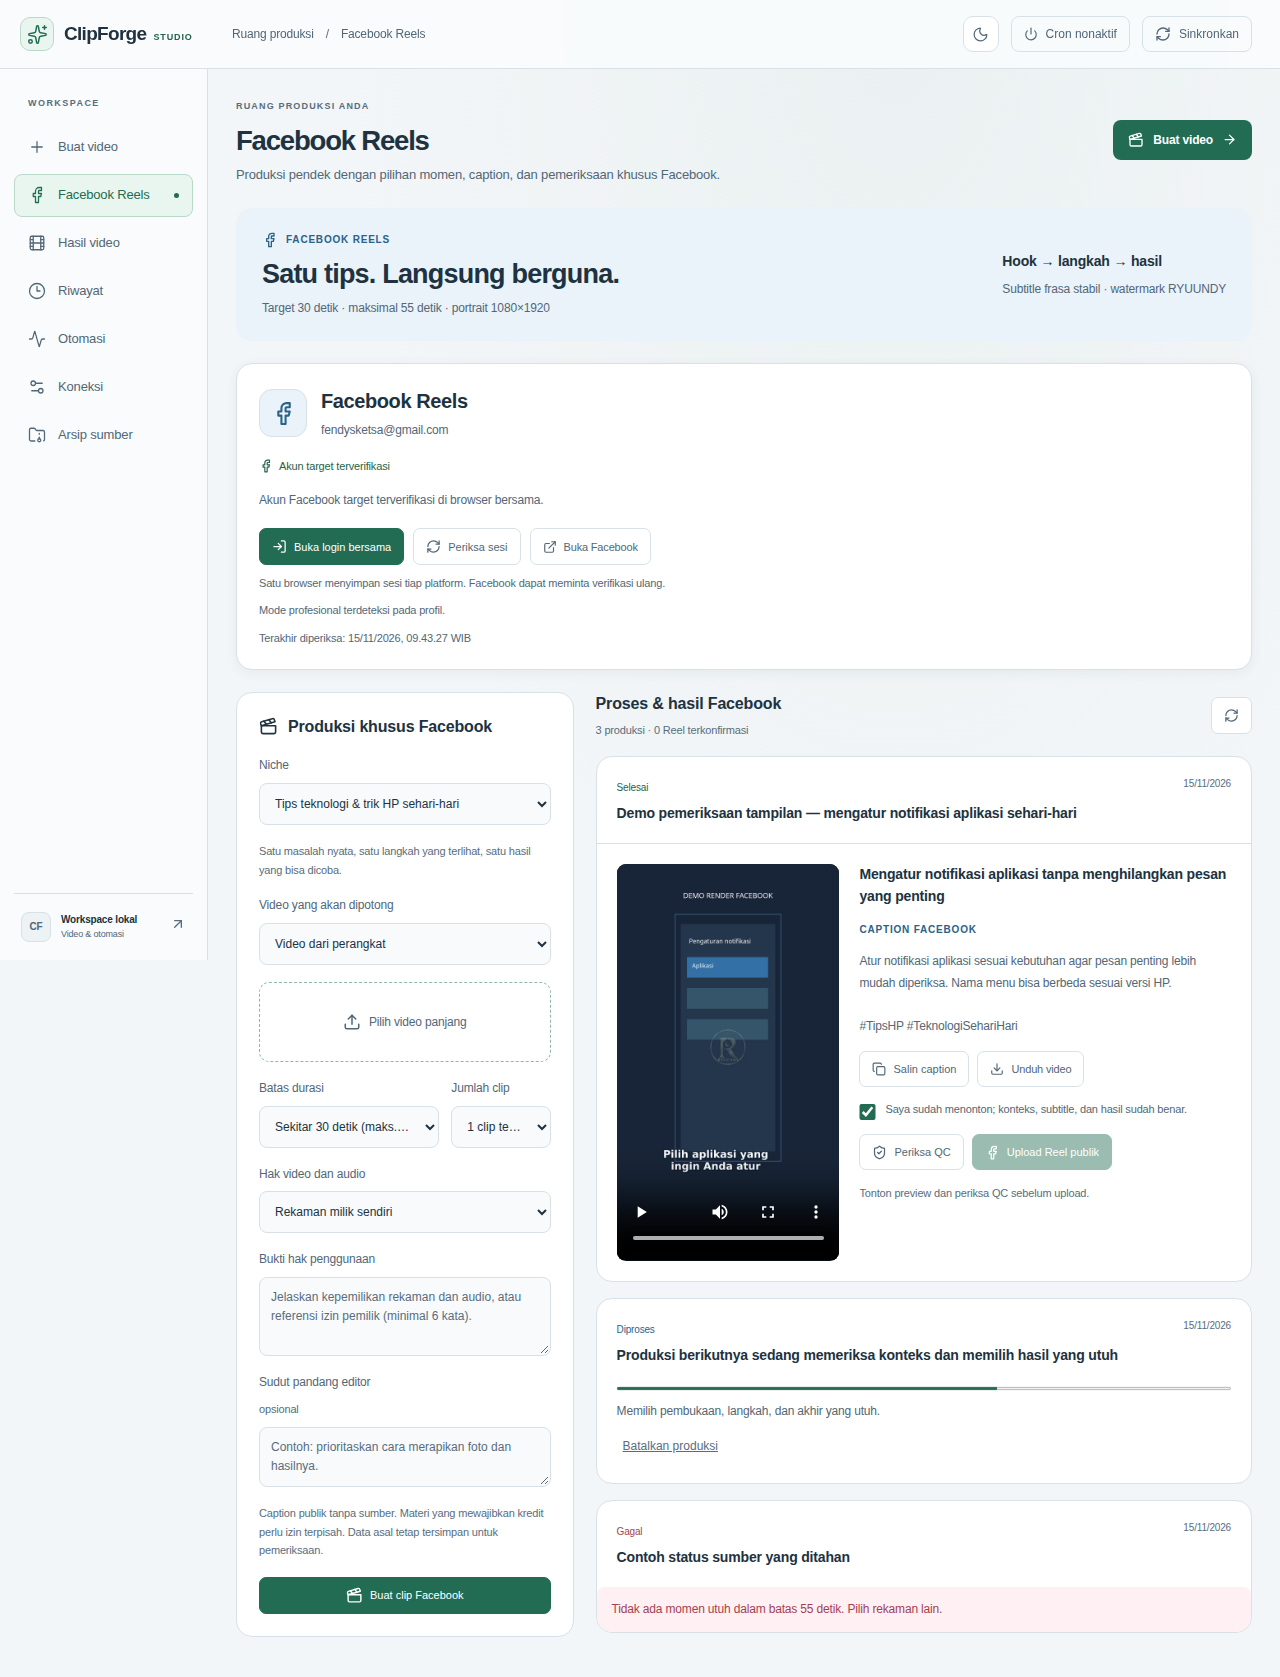 ClipForge STUDIO
Ruang produksi / Facebook Reels
Cron nonaktif
Sinkronkan
WORKSPACE
Buat video
Facebook Reels
Hasil video
Riwayat
Otomasi
Koneksi
Arsip sumber
CF
Workspace lokal
Video & otomasi
RUANG PRODUKSI ANDA
Facebook Reels
Produksi pendek dengan pilihan momen, caption, dan pemeriksaan khusus Facebook.
Buat video
FACEBOOK REELS
Satu tips. Langsung berguna.
Target 30 detik · maksimal 55 detik · portrait 1080×1920
Hook → langkah → hasil
Subtitle frasa stabil · watermark RYUUNDY
Facebook Reels
fendysketsa@gmail.com
Akun target terverifikasi
Akun Facebook target terverifikasi di browser bersama.
Buka login bersama
Periksa sesi
Buka Facebook
Satu browser menyimpan sesi tiap platform. Facebook dapat meminta verifikasi ulang.
Mode profesional terdeteksi pada profil.
Terakhir diperiksa: 15/11/2026, 09.43.27 WIB
Produksi khusus Facebook
Niche
Tips teknologi & trik HP sehari-hari
Satu masalah nyata, satu langkah yang terlihat, satu hasil
yang bisa dicoba.
Video yang akan dipotong
Video dari perangkat
Pilih video panjang
Batas durasi
Jumlah clip
Sekitar 30 detik (maks.…
1 clip te…
Hak video dan audio
Rekaman milik sendiri
Bukti hak penggunaan
Jelaskan kepemilikan rekaman dan audio, atau
referensi izin pemilik (minimal 6 kata).
Sudut pandang editor
opsional
Contoh: prioritaskan cara merapikan foto dan
hasilnya.
Caption publik tanpa sumber. Materi yang mewajibkan kredit
perlu izin terpisah. Data asal tetap tersimpan untuk
pemeriksaan.
Buat clip Facebook
Proses & hasil Facebook
3 produksi · 0 Reel terkonfirmasi
Selesai
15/11/2026
Demo pemeriksaan tampilan — mengatur notifikasi aplikasi sehari-hari
DEMO RENDER FACEBOOK
Pengaturan notifikasi
Aplikasi
R
Pilih aplikasi yang
ingin Anda atur
Mengatur notifikasi aplikasi tanpa menghilangkan pesan
yang penting
CAPTION FACEBOOK
Atur notifikasi aplikasi sesuai kebutuhan agar pesan penting lebih
mudah diperiksa. Nama menu bisa berbeda sesuai versi HP.
#TipsHP #TeknologiSehariHari
Salin caption
Unduh video
Saya sudah menonton; konteks, subtitle, dan hasil sudah benar.
Periksa QC
Upload Reel publik
Tonton preview dan periksa QC sebelum upload.
Diproses
15/11/2026
Produksi berikutnya sedang memeriksa konteks dan memilih hasil yang utuh
Memilih pembukaan, langkah, dan akhir yang utuh.
Batalkan produksi
Gagal
15/11/2026
Contoh status sumber yang ditahan
Tidak ada momen utuh dalam batas 55 detik. Pilih rekaman lain.